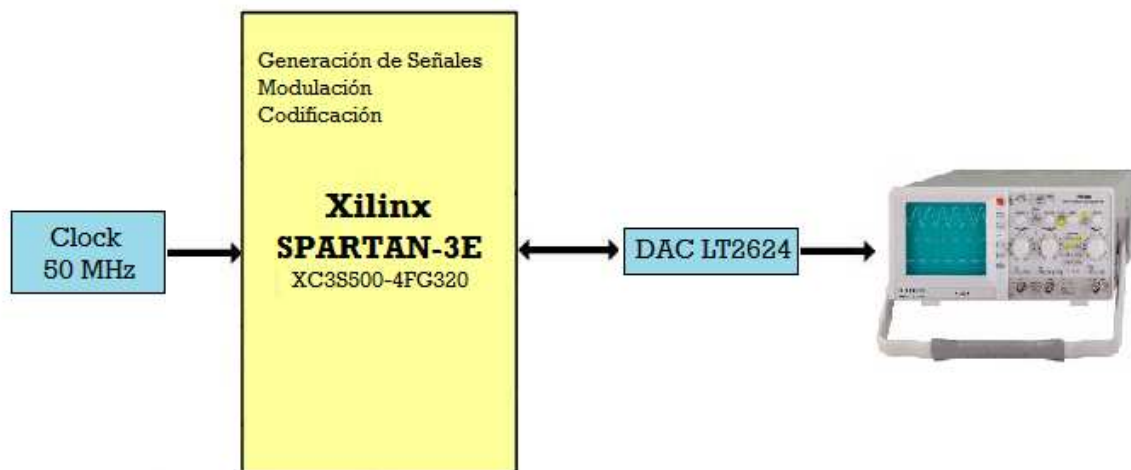 Generación de Señales
Modulación
Codificación
Xilinx
SPARTAN-3E
XC3S500-4FG320
Clock
50 MHz
DAC LT2624